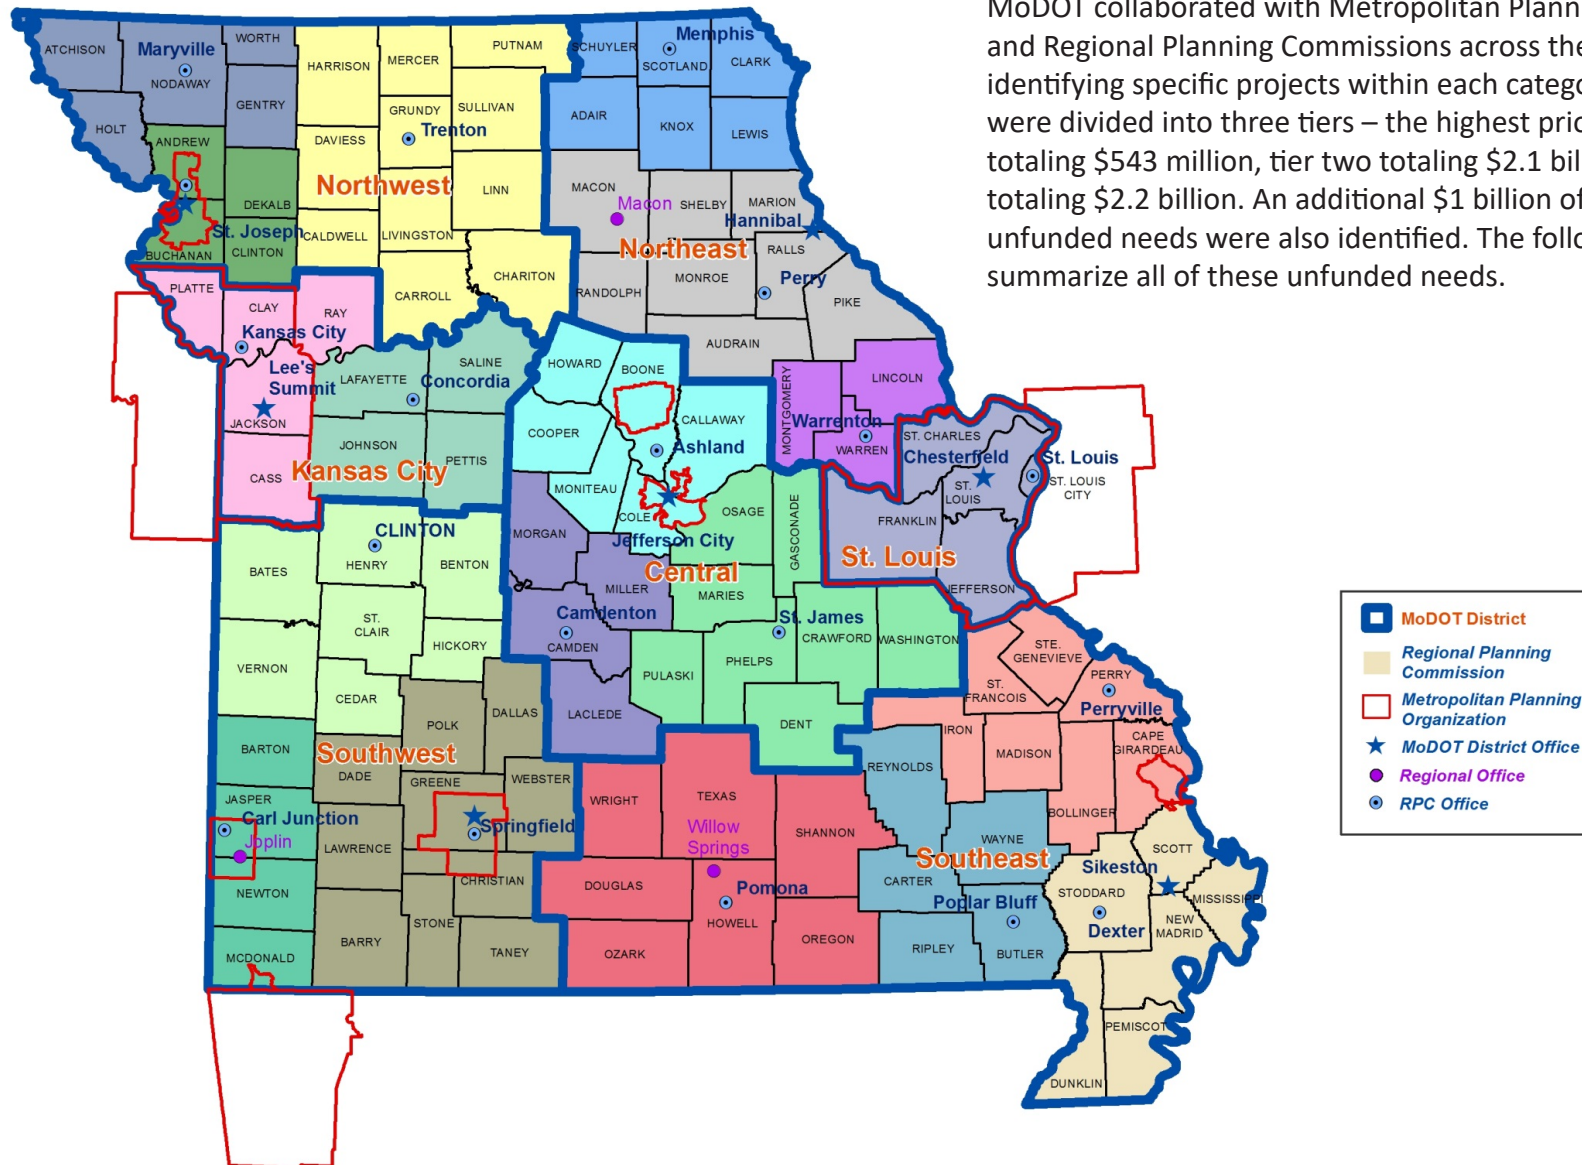 MoDOT collaborated with Metropolitan Plann
and Regional Planning Commissions across the
identifying specific projects within each catego
were divided into three tiers – the highest pric
totaling $543 million, tier two totaling $2.1 bil
totaling $2.2 billion. An additional $1 billion of
unfunded needs were also identified. The follo
summarize all of these unfunded needs.
ATCHISON
Maryville
NODAWAY
WORTH
GENTRY
HOLT
ANDREW
DEKALB
St. Joseph
BUCHANAN
CLINTON
HARRISON
MERCER
PUTNAM
GRUNDY
SULLIVAN
Trenton
DAVIESS
Northwest
LINN
CALDWELL
LIVINGSTON
CARROLL
CHARITON
SCHUYLER
Memphis
SCOTLAND
CLARK
ADAIR
KNOX
LEWIS
MACON
Macon
SHELBY
MARION
Hannibal
Northeast
RALLS
RANDOLPH
MONROE
Perry
PIKE
AUDRAIN
MONTGOMERY
LINCOLN
Warrenton
WARREN
PLATTE
CLAY
RAY
Kansas City
Lee's
Summit
JACKSON
CASS
LAFAYETTE
SALINE
Concordia
JOHNSON
PETTIS
Kansas City
HOWARD
BOONE
COOPER
CALLAWAY
Ashland
MONITEAU
COLE
Jefferson City
OSAGE
GASCONADE
MORGAN
MILLER
Central
MARIES
Camdenton
CAMDEN
St. James
CRAWFORD
WASHINGTON
PULASKI
PHELPS
LACLEDE
DENT
ST. CHARLES
Chesterfield
St. Louis
ST.
LOUIS
ST. LOUIS
CITY
FRANKLIN
St. Louis
JEFFERSON
CLINTON
HENRY
BENTON
BATES
ST.
CLAIR
HICKORY
VERNON
CEDAR
BARTON
Southwest
POLK
DALLAS
DADE
GREENE
WEBSTER
JASPER
Carl Junction
Joplin
Springfield
LAWRENCE
NEWTON
CHRISTIAN
STONE
BARRY
TANEY
MCDONALD
WRIGHT
TEXAS
Willow
Springs
SHANNON
DOUGLAS
Pomona
HOWELL
OZARK
OREGON
STE.
GENEVIEVE
ST.
FRANCOIS
PERRY
Perryville
IRON
MADISON
CAPE
GIRARDEAU
BOLLINGER
REYNOLDS
WAYNE
Southeast
CARTER
Poplar Bluff
RIPLEY
BUTLER
SCOTT
Sikeston
STODDARD
MISSISSIPPI
NEW
MADRID
Dexter
PEMISCOT
DUNKLIN
MoDOT District
Regional Planning
Commission
Metropolitan Planning
Organization
MoDOT District Office
Regional Office
RPC Office